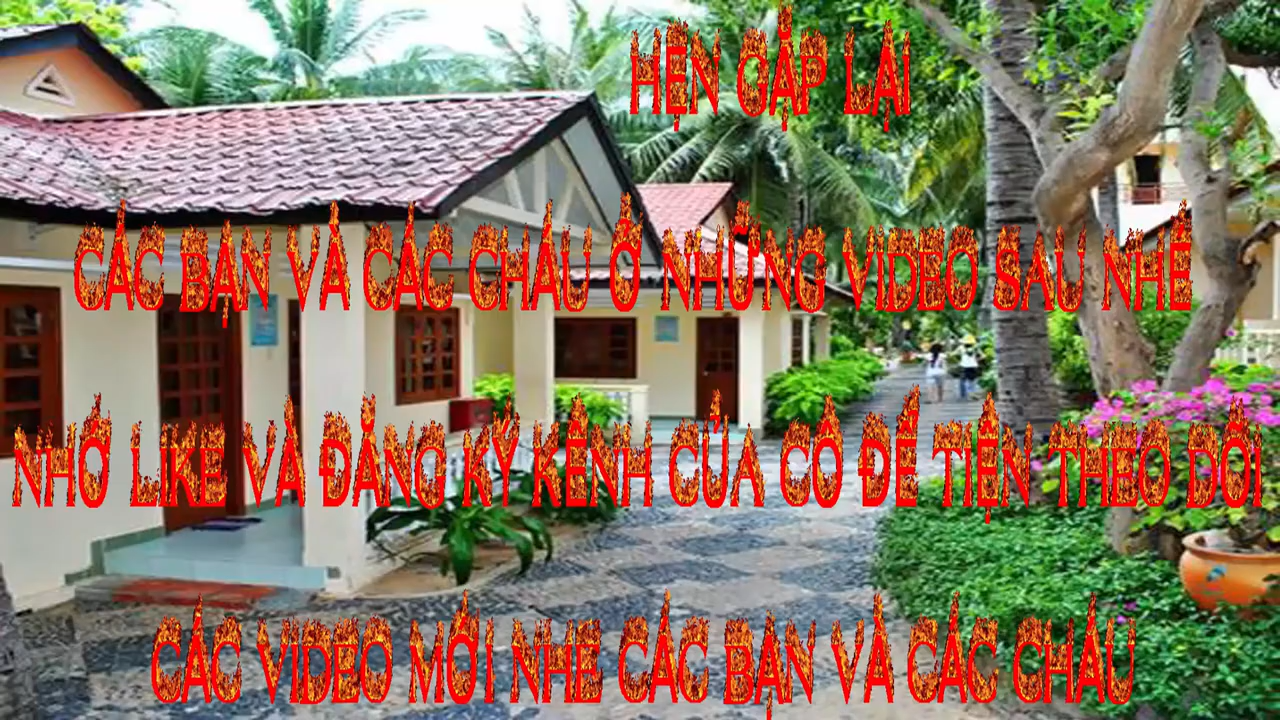 HẸN GẶP LẠI
CÁC BẠN VÀ CÁC CHÁU Ở NHỮNG VIDEO SAU NHÉ
NHỚ LIKE VÀ ĐĂNG KÝ KÊNH CỦA CÔ ĐỂ TIỆN THEO DÕI
CÁC VIDEO MỚI NHE CÁC BẠN VÀ CÁC CHÁU